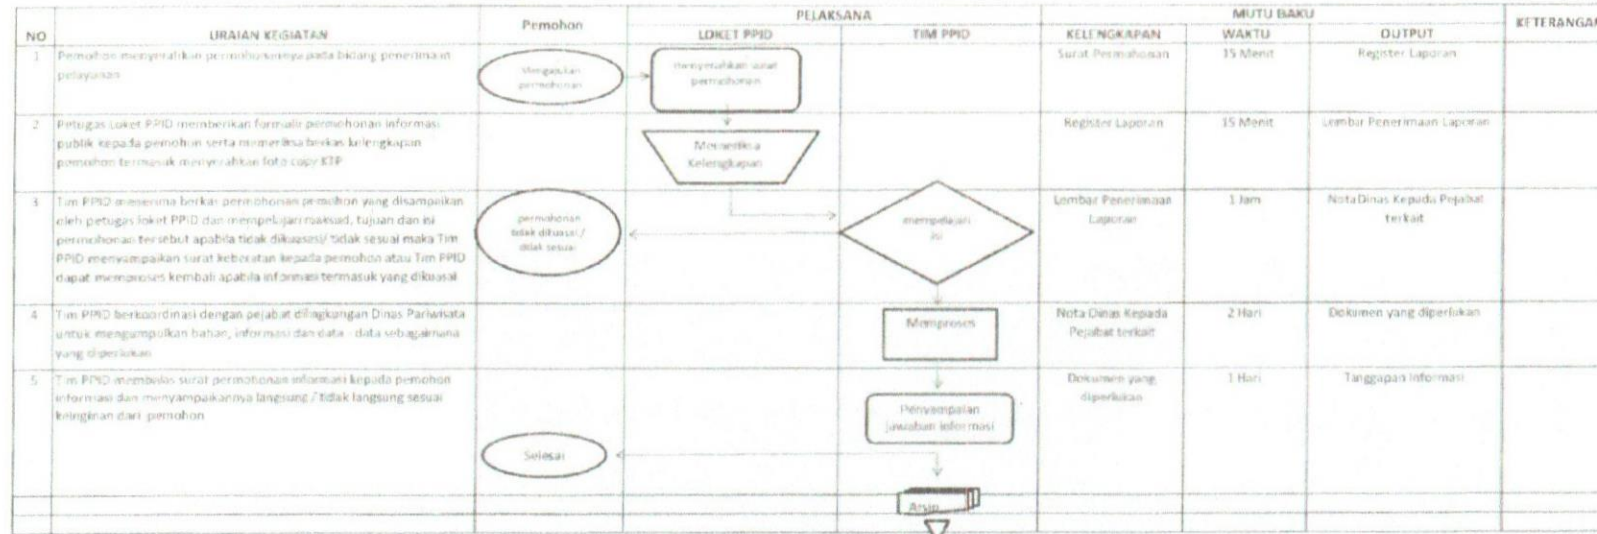 NO
URAIAN KEGIATAN
Pemohon
PELAKSANA
LOKET PPID
TIM PPID
MUTU BAKU
KELENGKAPAN
WAKTU
OUTPUT
KETERANGAN
1
Pemohon menyerahkan permohonannya pada bidang penerimaan
pelayanan
Mengajukan
permohonan
menyerahkan surat
permohonan
Surat Permohonan
15 Menit
Register Laporan
2
Petugas Loket PPID memberikan formulir permohonan informasi
publik kepada pemohon serta memeriksa berkas kelengkapan
pemohon termasuk menyerahkan foto copy KTP
Memeriksa
Kelengkapan
Register Laporan
15 Menit
Lembar Penerimaan Laporan
3
Tim PPID menerima berkas permohonan pemohon yang disampaikan
oleh petugas loket PPID dan mempelajari maksud, tujuan dan isi
permohonan tersebut apabila tidak dikuasasi/ tidak sesuai maka Tim
PPID menyampaikan surat keberatan kepada pemohon atau Tim PPID
dapat memproses kembali apabila informasi termasuk yang dikuasai
permohonan
tidak dikuasai /
tidak sesuai
mempelajari
isi
Lembar Penerimaan
Laporan
1 Jam
Nota Dinas Kepada Pejabat
terkait
4
Tim PPID berkoordinasi dengan pejabat dilingkungan Dinas Pariwisata
untuk mengumpulkan bahan, informasi dan data - data sebagaimana
yang diperlukan
Memproses
Nota Dinas Kepada
Pejabat terkait
2 Hari
Dokumen yang diperlukan
5
Tim PPID membalas surat permohonan informasi kepada pemohon
informasi dan menyampaikannya langsung / tidak langsung sesuai
keinginan dari pemohon
Penyampaian
jawaban informasi
Dokumen yang
diperlukan
1 Hari
Tanggapan Informasi
Selesai
Arsip